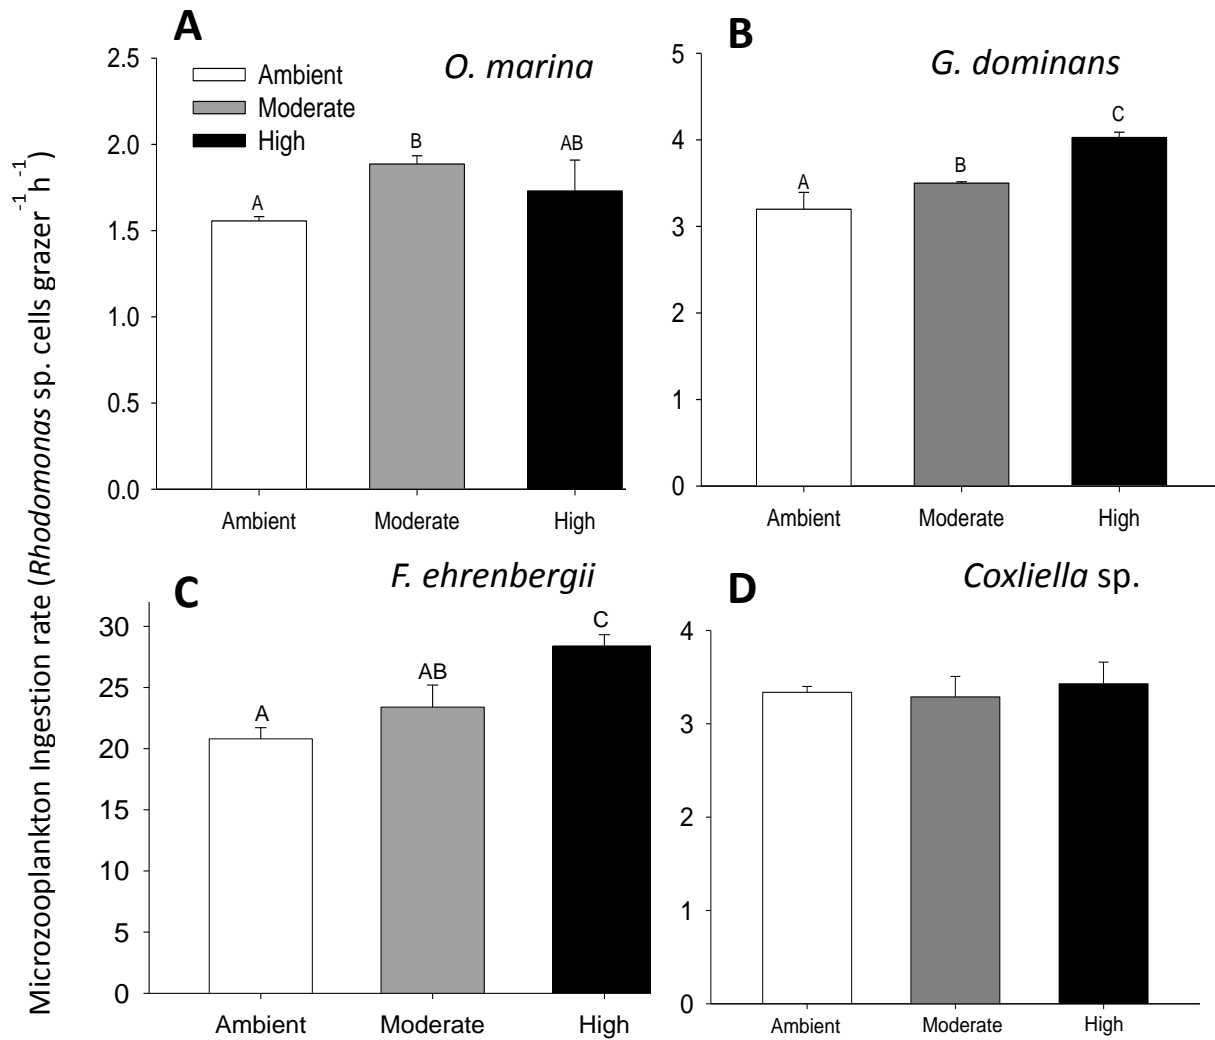 Microzooplankton Ingestion rate (Rhodomonas sp. cells grazer-1 h-1)
A
O. marina
Ambient
Moderate
High
2.5
2.0
1.5
1.0
0.5
0.0
A
B
AB
Ambient Moderate High
B
G. dominans
5
4
3
2
1
0
A
B
C
Ambient Moderate High
C
F. ehrenbergii
30
25
20
15
10
5
0
A
AB
C
Ambient Moderate High
D
Coxliella sp.
4
3
2
1
0
Ambient Moderate High